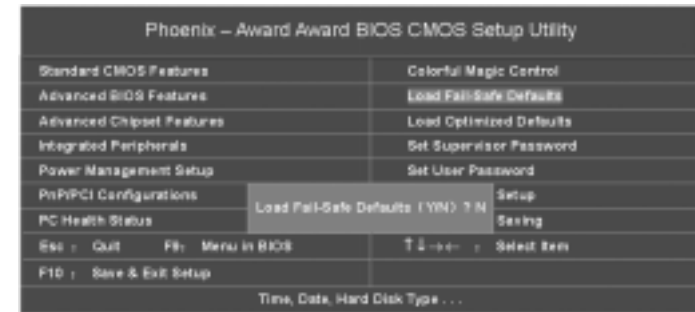 Phoenix – Award Award BIOS CMOS Setup Utility
Standard CMOS Features
Colorful Magic Control
Advanced BIOS Features
Load Fail-Safe Defaults
Advanced Chipset Features
Load Optimized Defaults
Integrated Peripherals
Set Supervisor Password
Power Management Setup
Set User Password
PnP/PCI Configurations
Setup
Load Fail-Safe Defaults (Y/N) ? N
PC Health Status
Saving
Esc : Quit F9: Menu in BIOS
↑↓→← : Select Item
F10 : Save & Exit Setup
Time, Date, Hard Disk Type . . .